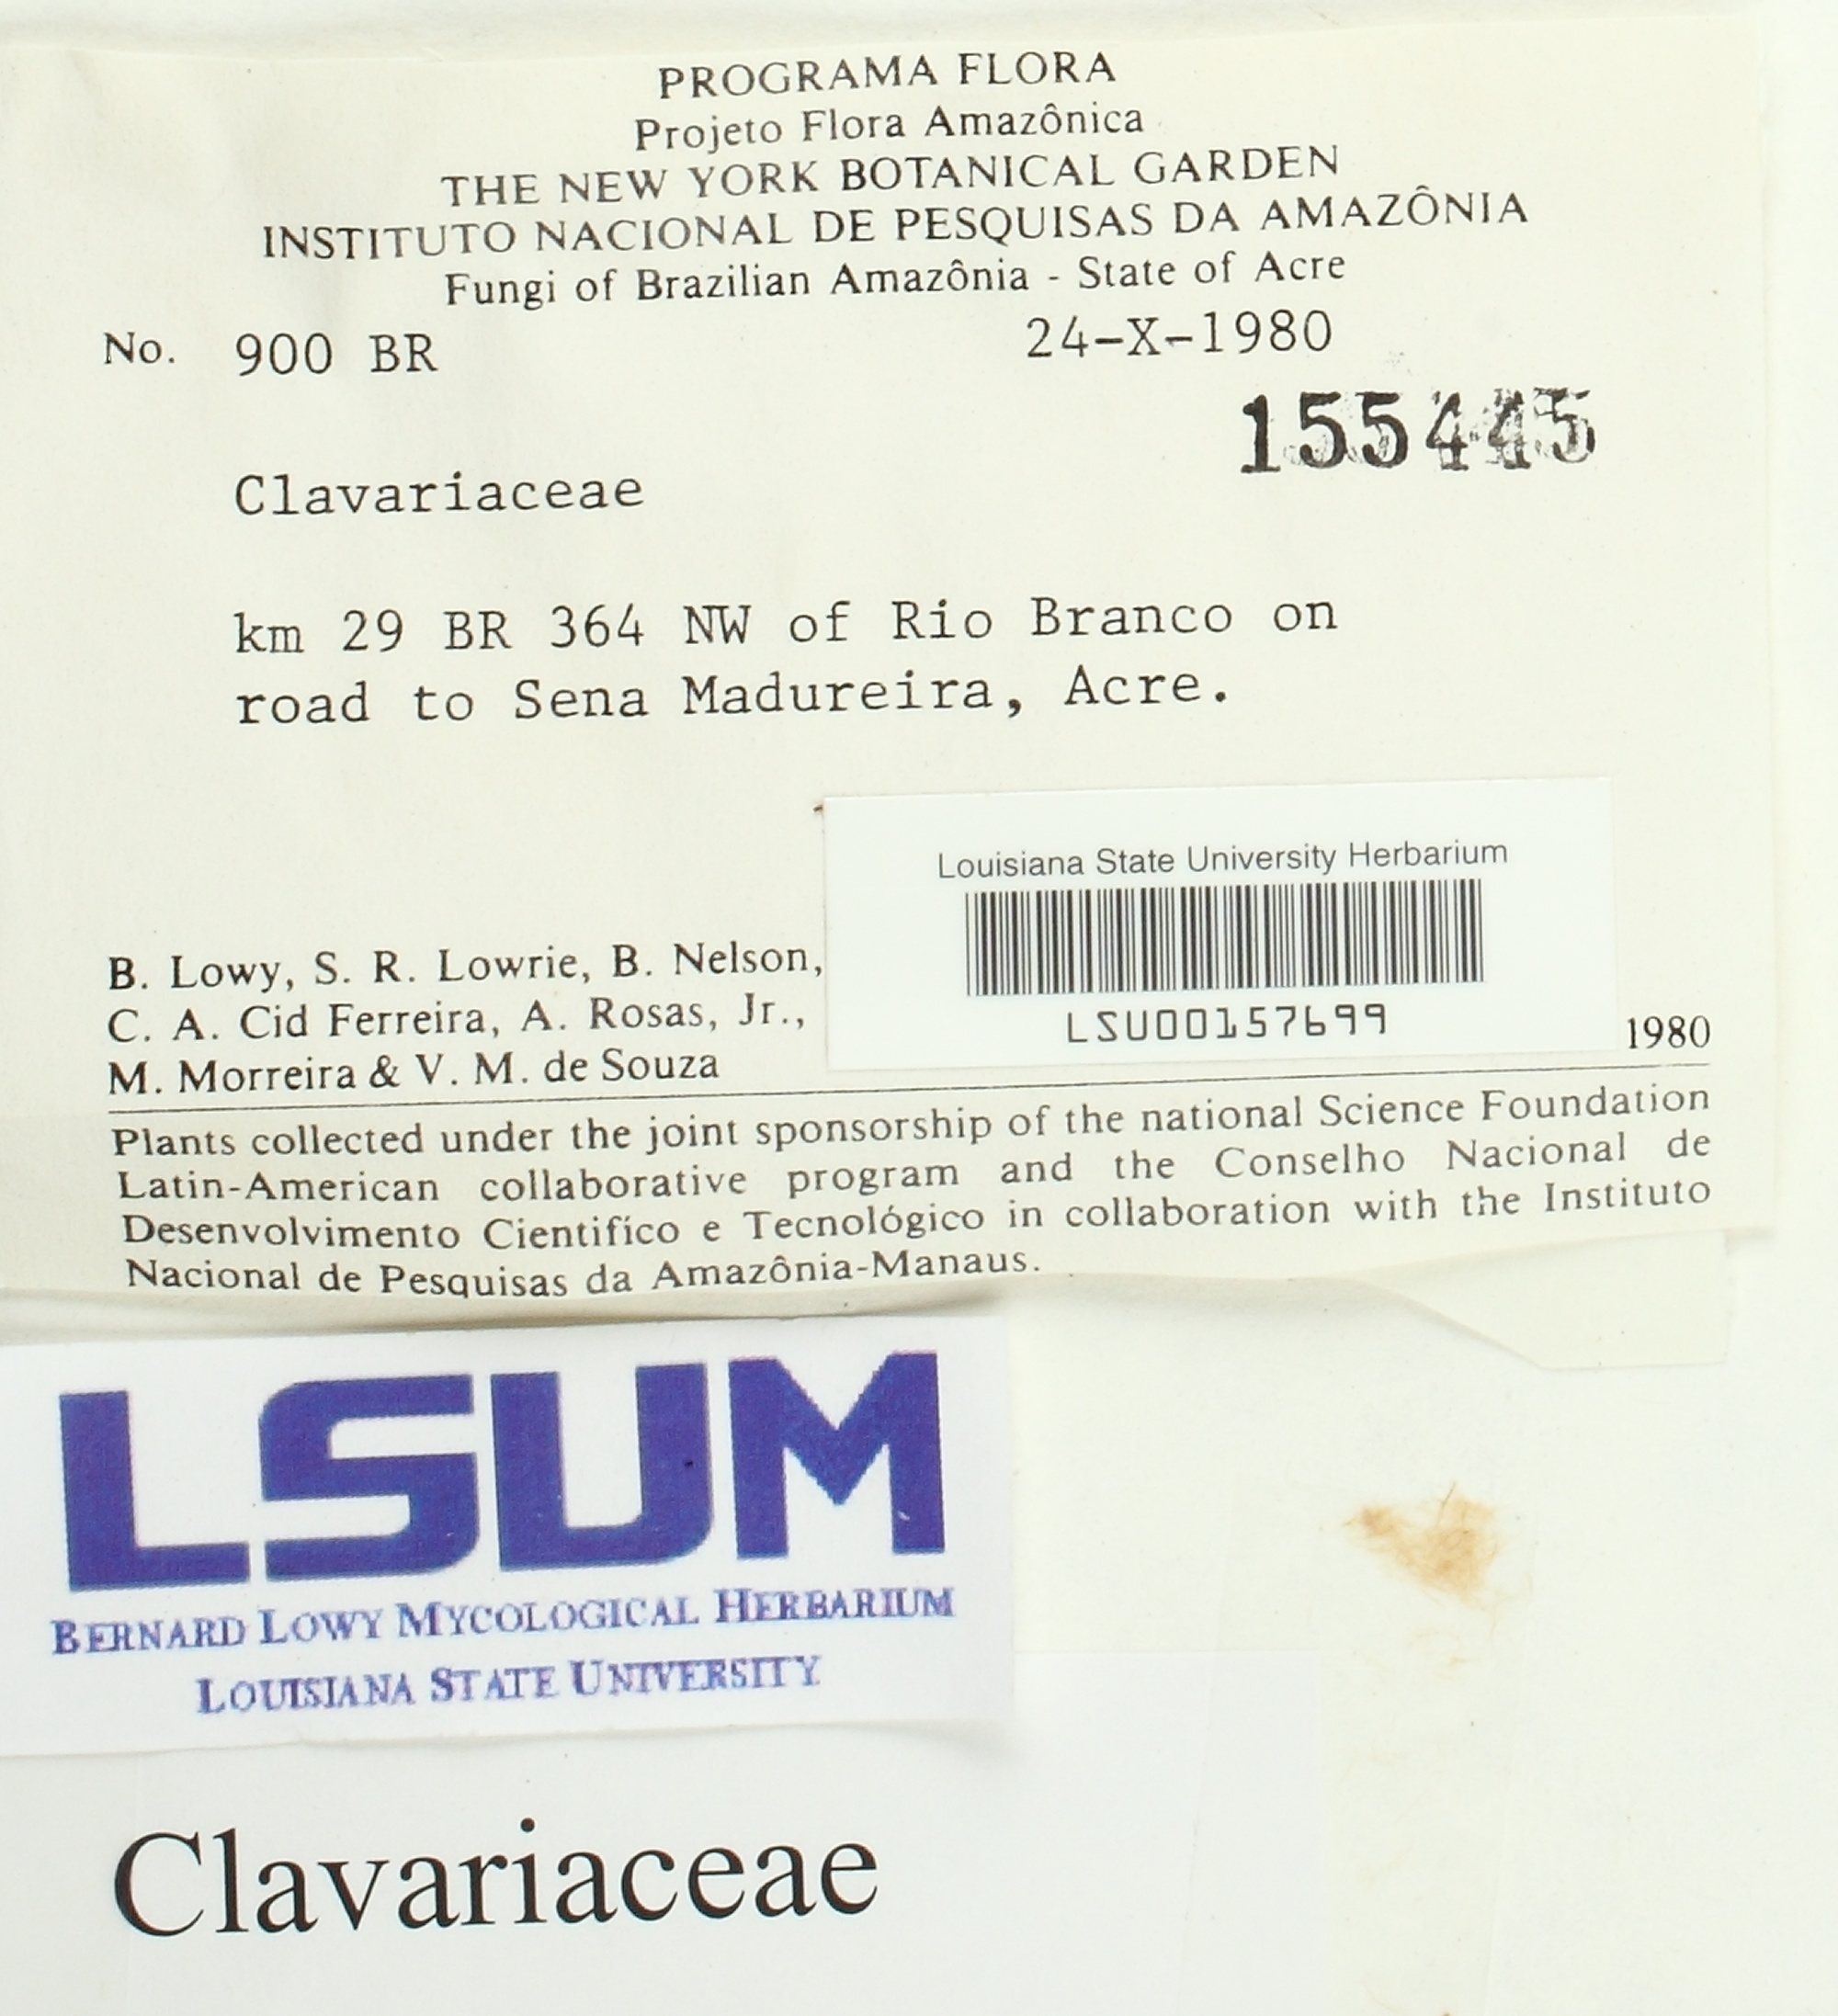 PROGRAMA FLORA
Projeto Flora Amazônica
THE NEW YORK BOTANICAL GARDEN
INSTITUTO NACIONAL DE PESQUISAS DA AMAZÔNIA
Fungi of Brazilian Amazônia - State of Acre
No. 900 BR 24-X-1980
155445
Clavariaceae
km 29 BR 364 NW of Rio Branco on
road to Sena Madureira, Acre.
Louisiana State University Herbarium
LSU00157699
B. Lowy, S. R. Lowrie, B. Nelson,
C. A. Cid Ferreira, A. Rosas, Jr.,
M. Morreira & V. M. de Souza 1980
Plants collected under the joint sponsorship of the national Science Foundation
Latin-American collaborative program and the Conselho Nacional de
Desenvolvimento Cientifíco e Tecnológico in collaboration with the Instituto
Nacional de Pesquisas da Amazônia-Manaus.
LSUM
BERNARD LOWY MYCOLOGICAL HERBARIUM
LOUISIANA STATE UNIVERSITY
Clavariaceae